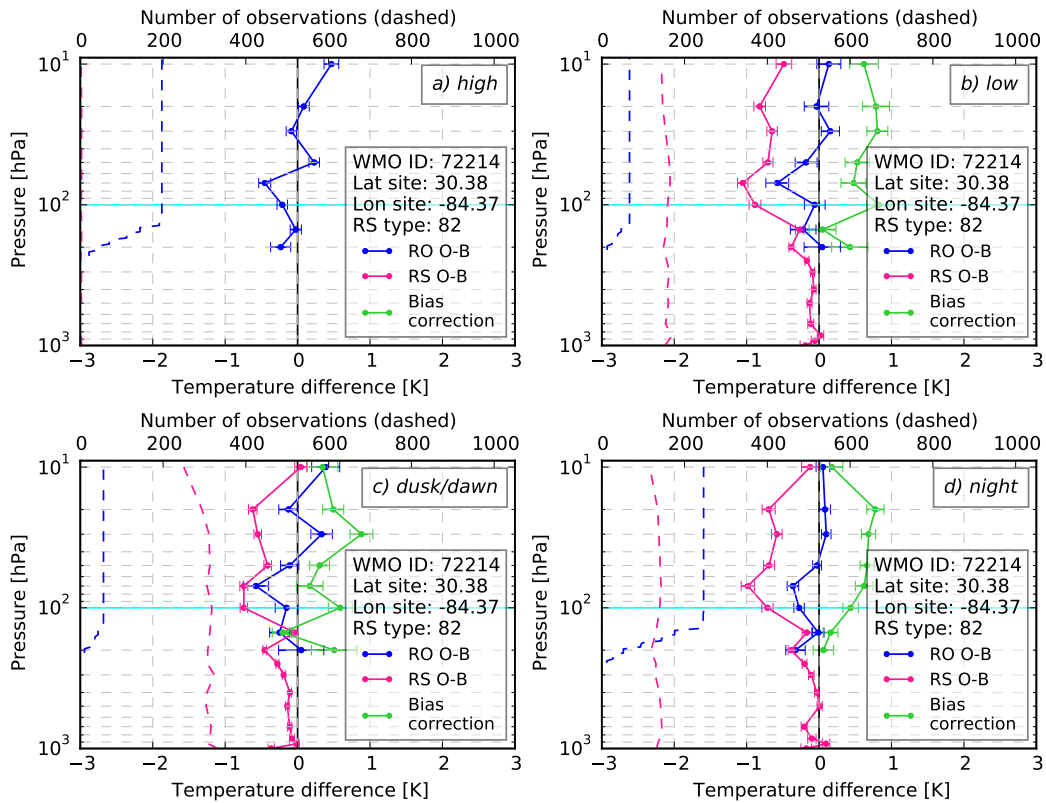 Number of observations (dashed)
0 200 400 600 800 1000
10¹
10²
10³
Pressure [hPa]
a) high
WMO ID: 72214
Lat site: 30.38
Lon site: -84.37
RS type: 82
RO O-B
RS O-B
Bias
correction
−3 −2 −1 0 1 2 3
Temperature difference [K]
Number of observations (dashed)
0 200 400 600 800 1000
10¹
10²
10³
Pressure [hPa]
b) low
WMO ID: 72214
Lat site: 30.38
Lon site: -84.37
RS type: 82
RO O-B
RS O-B
Bias
correction
−3 −2 −1 0 1 2 3
Temperature difference [K]
Number of observations (dashed)
0 200 400 600 800 1000
10¹
10²
10³
Pressure [hPa]
c) dusk/dawn
WMO ID: 72214
Lat site: 30.38
Lon site: -84.37
RS type: 82
RO O-B
RS O-B
Bias
correction
−3 −2 −1 0 1 2 3
Temperature difference [K]
Number of observations (dashed)
0 200 400 600 800 1000
10¹
10²
10³
Pressure [hPa]
d) night
WMO ID: 72214
Lat site: 30.38
Lon site: -84.37
RS type: 82
RO O-B
RS O-B
Bias
correction
−3 −2 −1 0 1 2 3
Temperature difference [K]